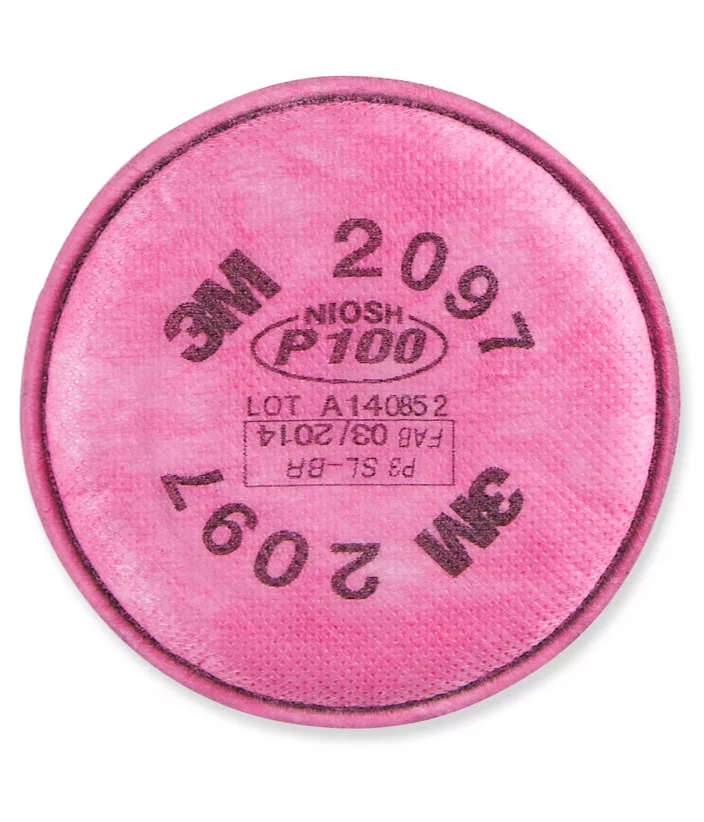 3M 2097
NIOSH
P100
LOT A140852
FAB 03/2014
P3 SL-BR
3M 2097